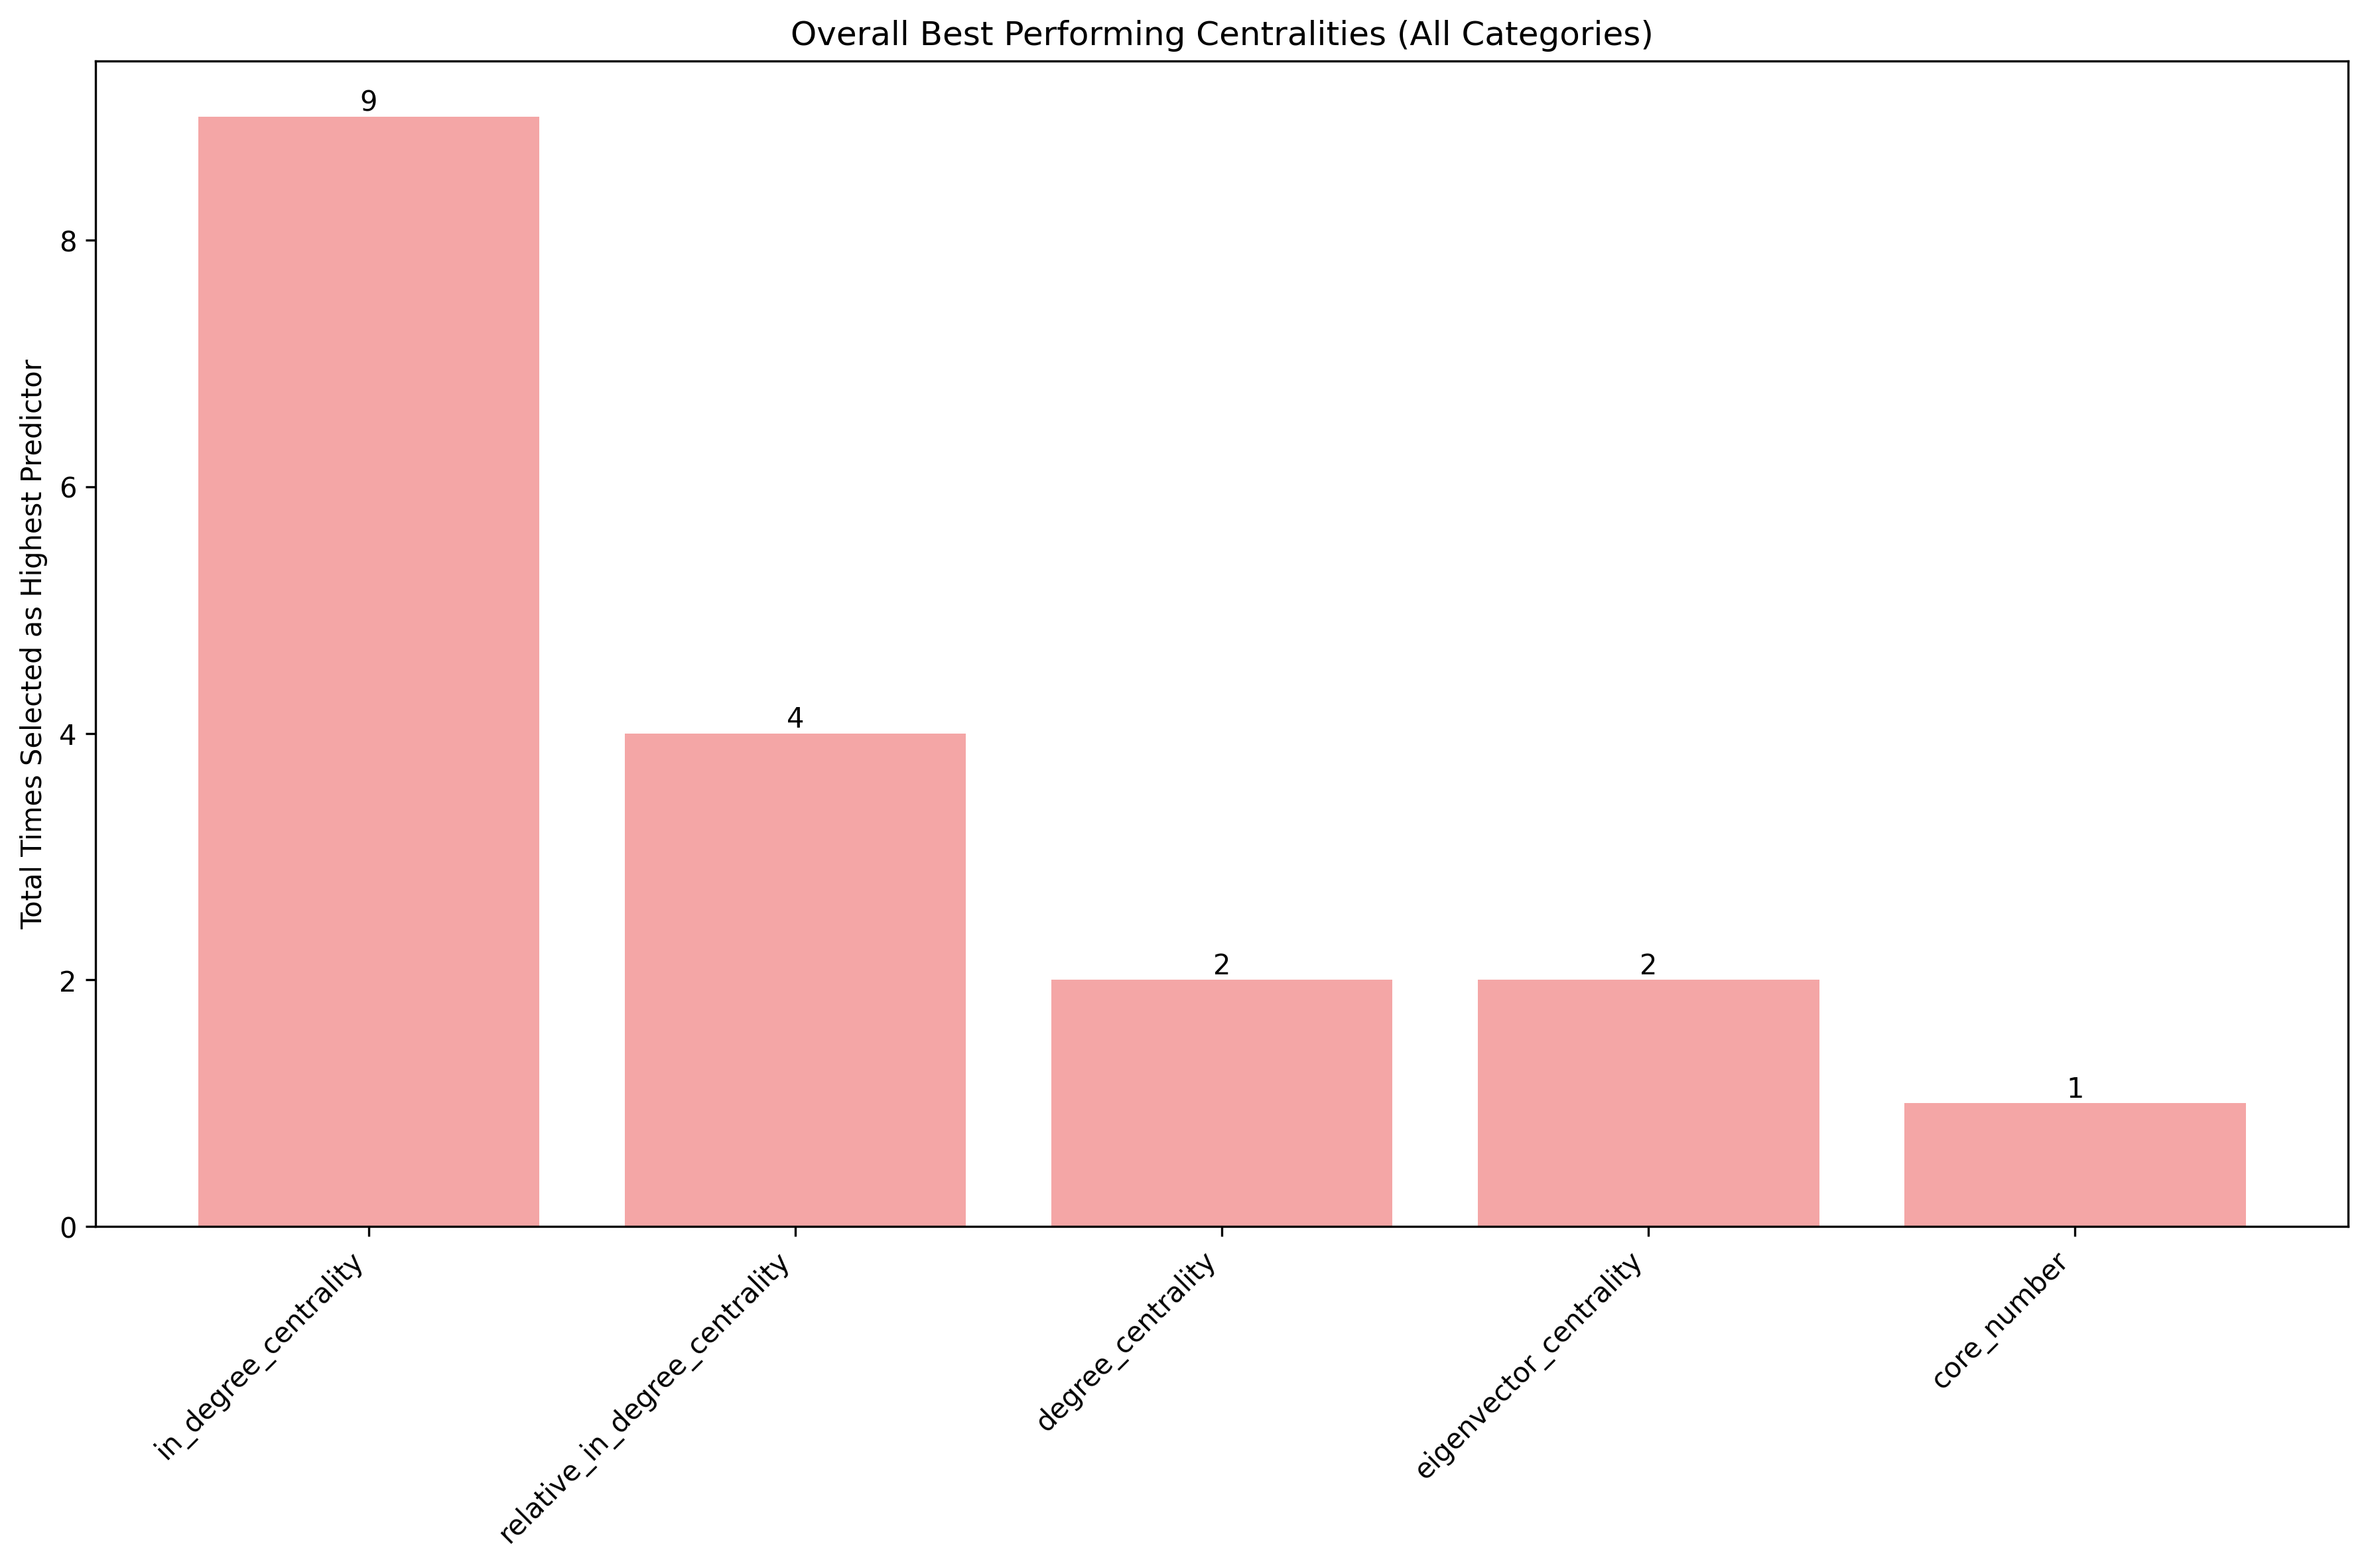 Overall Best Performing Centralities (All Categories)
Total Times Selected as Highest Predictor
8
6
4
2
0
9
4
2
2
1
in_degree_centrality
relative_in_degree_centrality
degree_centrality
eigenvector_centrality
core_number